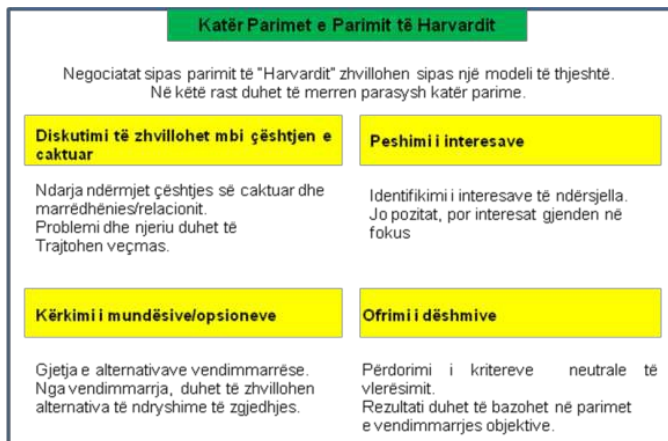 Katër Parimet e Parimit të Harvardit
Negociatat sipas parimit të "Harvardit" zhvillohen sipas një modeli të thjeshtë.
Në këtë rast duhet të merren parasysh katër parime.
Diskutimi të zhvillohet mbi çështjen e
caktuar
Ndarja ndërmjet çështjes së caktuar dhe
marrëdhënies/relacionit.
Problemi dhe njeriu duhet të
Trajtohen veçmas.
Peshimi i interesave
Identifikimi i interesave të ndërsjella.
Jo pozitat, por interesat gjenden në
fokus
Kërkimi i mundësive/opsioneve
Gjetja e alternativave vendimmarrëse.
Nga vendimmarrja, duhet të zhvillohen
alternativa të ndryshime të zgjedhjes.
Ofrimi i dëshmive
Përdorimi i kritereve neutrale të
vlerësimit.
Rezultati duhet të bazohet në parimet
e vendimmarrjes objektive.